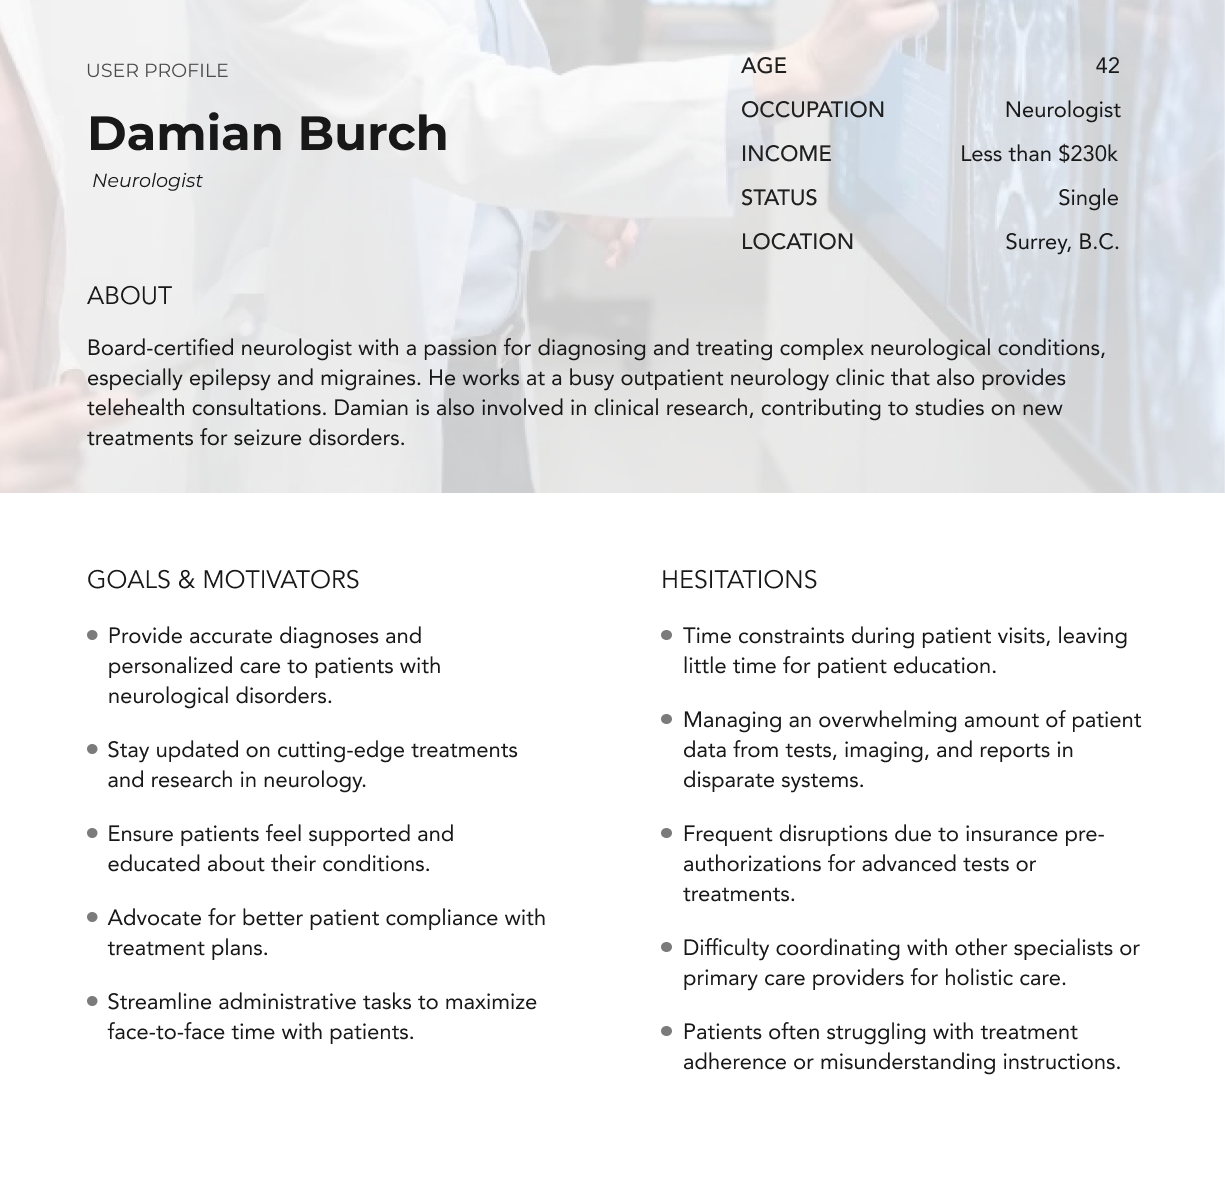 USER PROFILE
Damian Burch
Neurologist
AGE 42
OCCUPATION Neurologist
INCOME Less than $230k
STATUS Single
LOCATION Surrey, B.C.
ABOUT
Board-certified neurologist with a passion for diagnosing and treating complex neurological conditions,
especially epilepsy and migraines. He works at a busy outpatient neurology clinic that also provides
telehealth consultations. Damian is also involved in clinical research, contributing to studies on new
treatments for seizure disorders.
GOALS & MOTIVATORS
Provide accurate diagnoses and
personalized care to patients with
neurological disorders.
Stay updated on cutting-edge treatments
and research in neurology.
Ensure patients feel supported and
educated about their conditions.
Advocate for better patient compliance with
treatment plans.
Streamline administrative tasks to maximize
face-to-face time with patients.
HESITATIONS
Time constraints during patient visits, leaving
little time for patient education.
Managing an overwhelming amount of patient
data from tests, imaging, and reports in
disparate systems.
Frequent disruptions due to insurance pre-
authorizations for advanced tests or
treatments.
Difficulty coordinating with other specialists or
primary care providers for holistic care.
Patients often struggling with treatment
adherence or misunderstanding instructions.